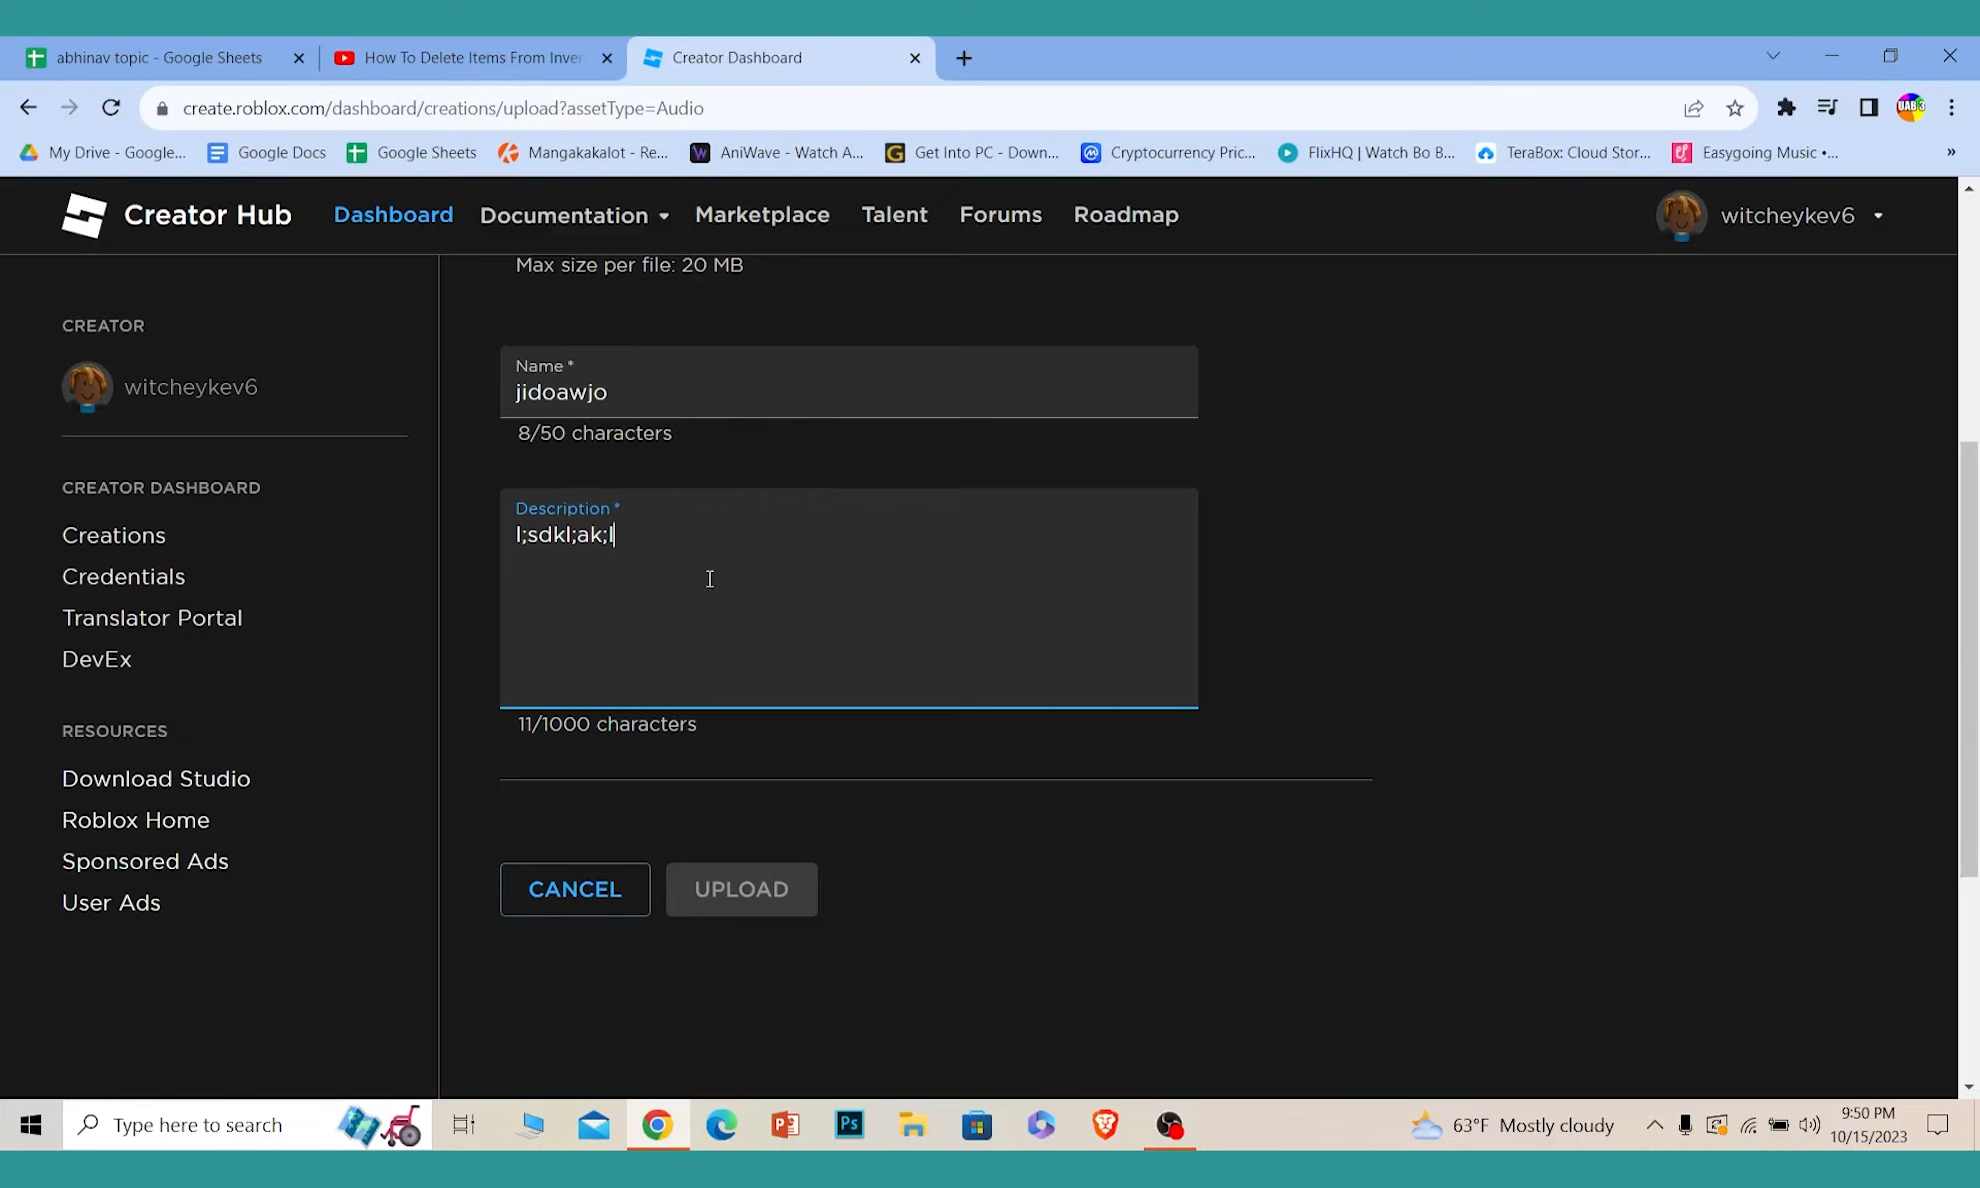 abhinav topic - Google Sheets
How To Delete Items From Inver
Creator Dashboard
create.roblox.com/dashboard/creations/upload?assetType=Audio
UAB 3
My Drive - Google...
Google Docs
Google Sheets
Mangakakalot - Re...
AniWave - Watch A...
Get Into PC - Down...
Cryptocurrency Pric...
FlixHQ | Watch Bo B...
TeraBox: Cloud Stor...
Easygoing Music •...
»
Creator Hub
Dashboard
Documentation
Marketplace
Talent
Forums
Roadmap
witcheykev6
Max size per file: 20 MB
CREATOR
witcheykev6
Name *
jidoawjo
8/50 characters
CREATOR DASHBOARD
Creations
Credentials
Translator Portal
DevEx
Description *
l;sdkl;ak;l
11/1000 characters
RESOURCES
Download Studio
Roblox Home
Sponsored Ads
User Ads
CANCEL
UPLOAD
Type here to search
Ps
63°F Mostly cloudy
9:50 PM
10/15/2023